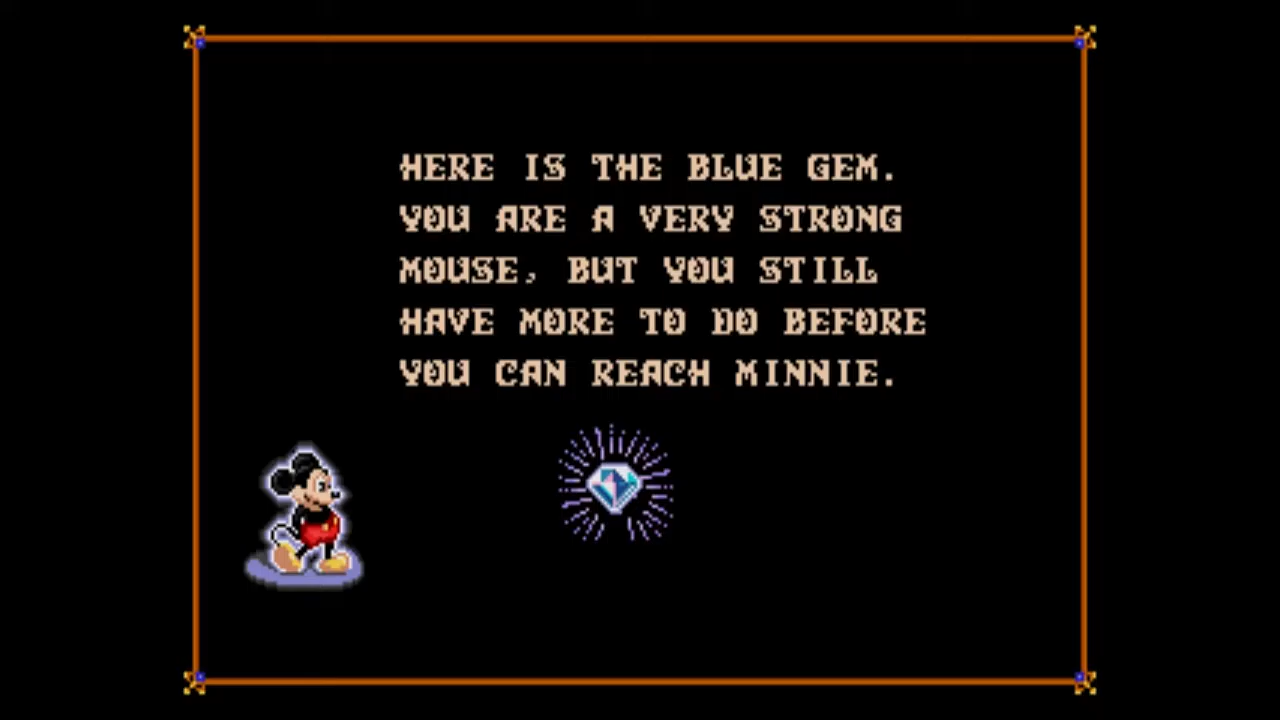 HERE IS THE BLUE GEM.
YOU ARE A VERY STRONG
MOUSE, BUT YOU STILL
HAVE MORE TO DO BEFORE
YOU CAN REACH MINNIE.